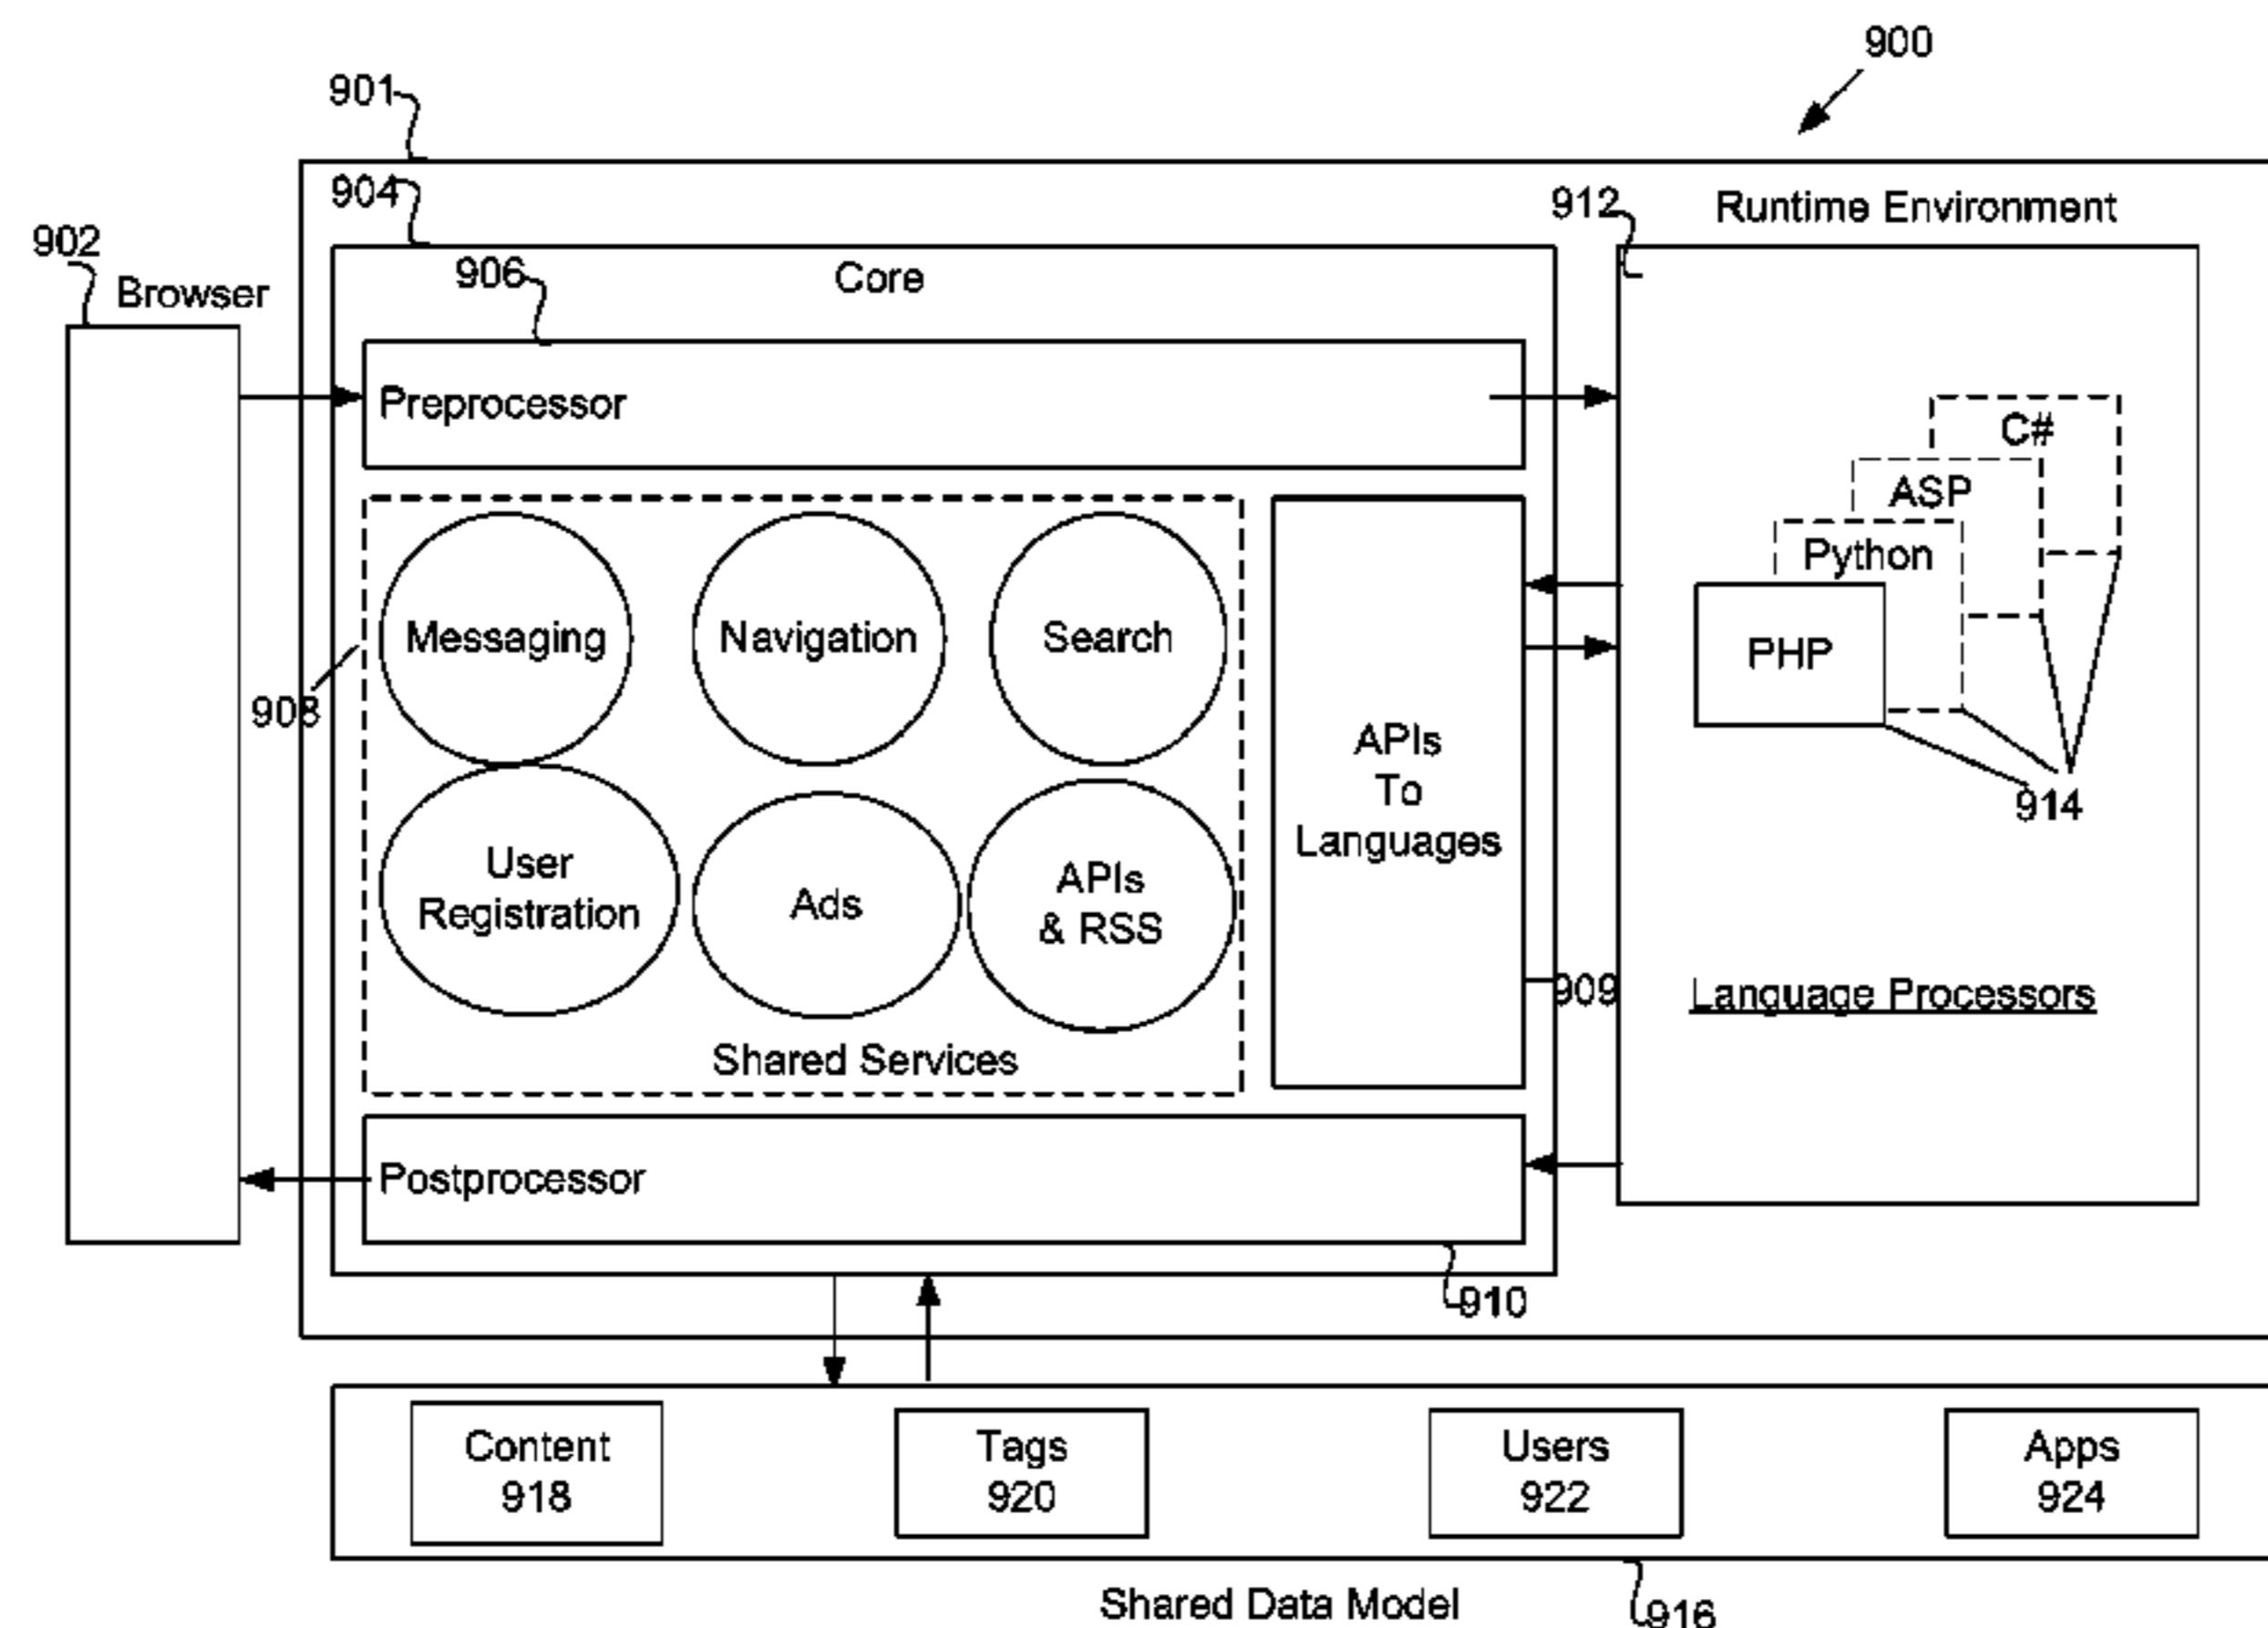 900
901
904
912
Runtime Environment
902
Browser
906
Core
Preprocessor
C#
ASP
Python
PHP
Messaging
Navigation
Search
908
APIs
To
Languages
914
User
Registration
Ads
APIs
& RSS
909
Language Processors
Shared Services
Postprocessor
910
Content
918
Tags
920
Users
922
Apps
924
Shared Data Model
916